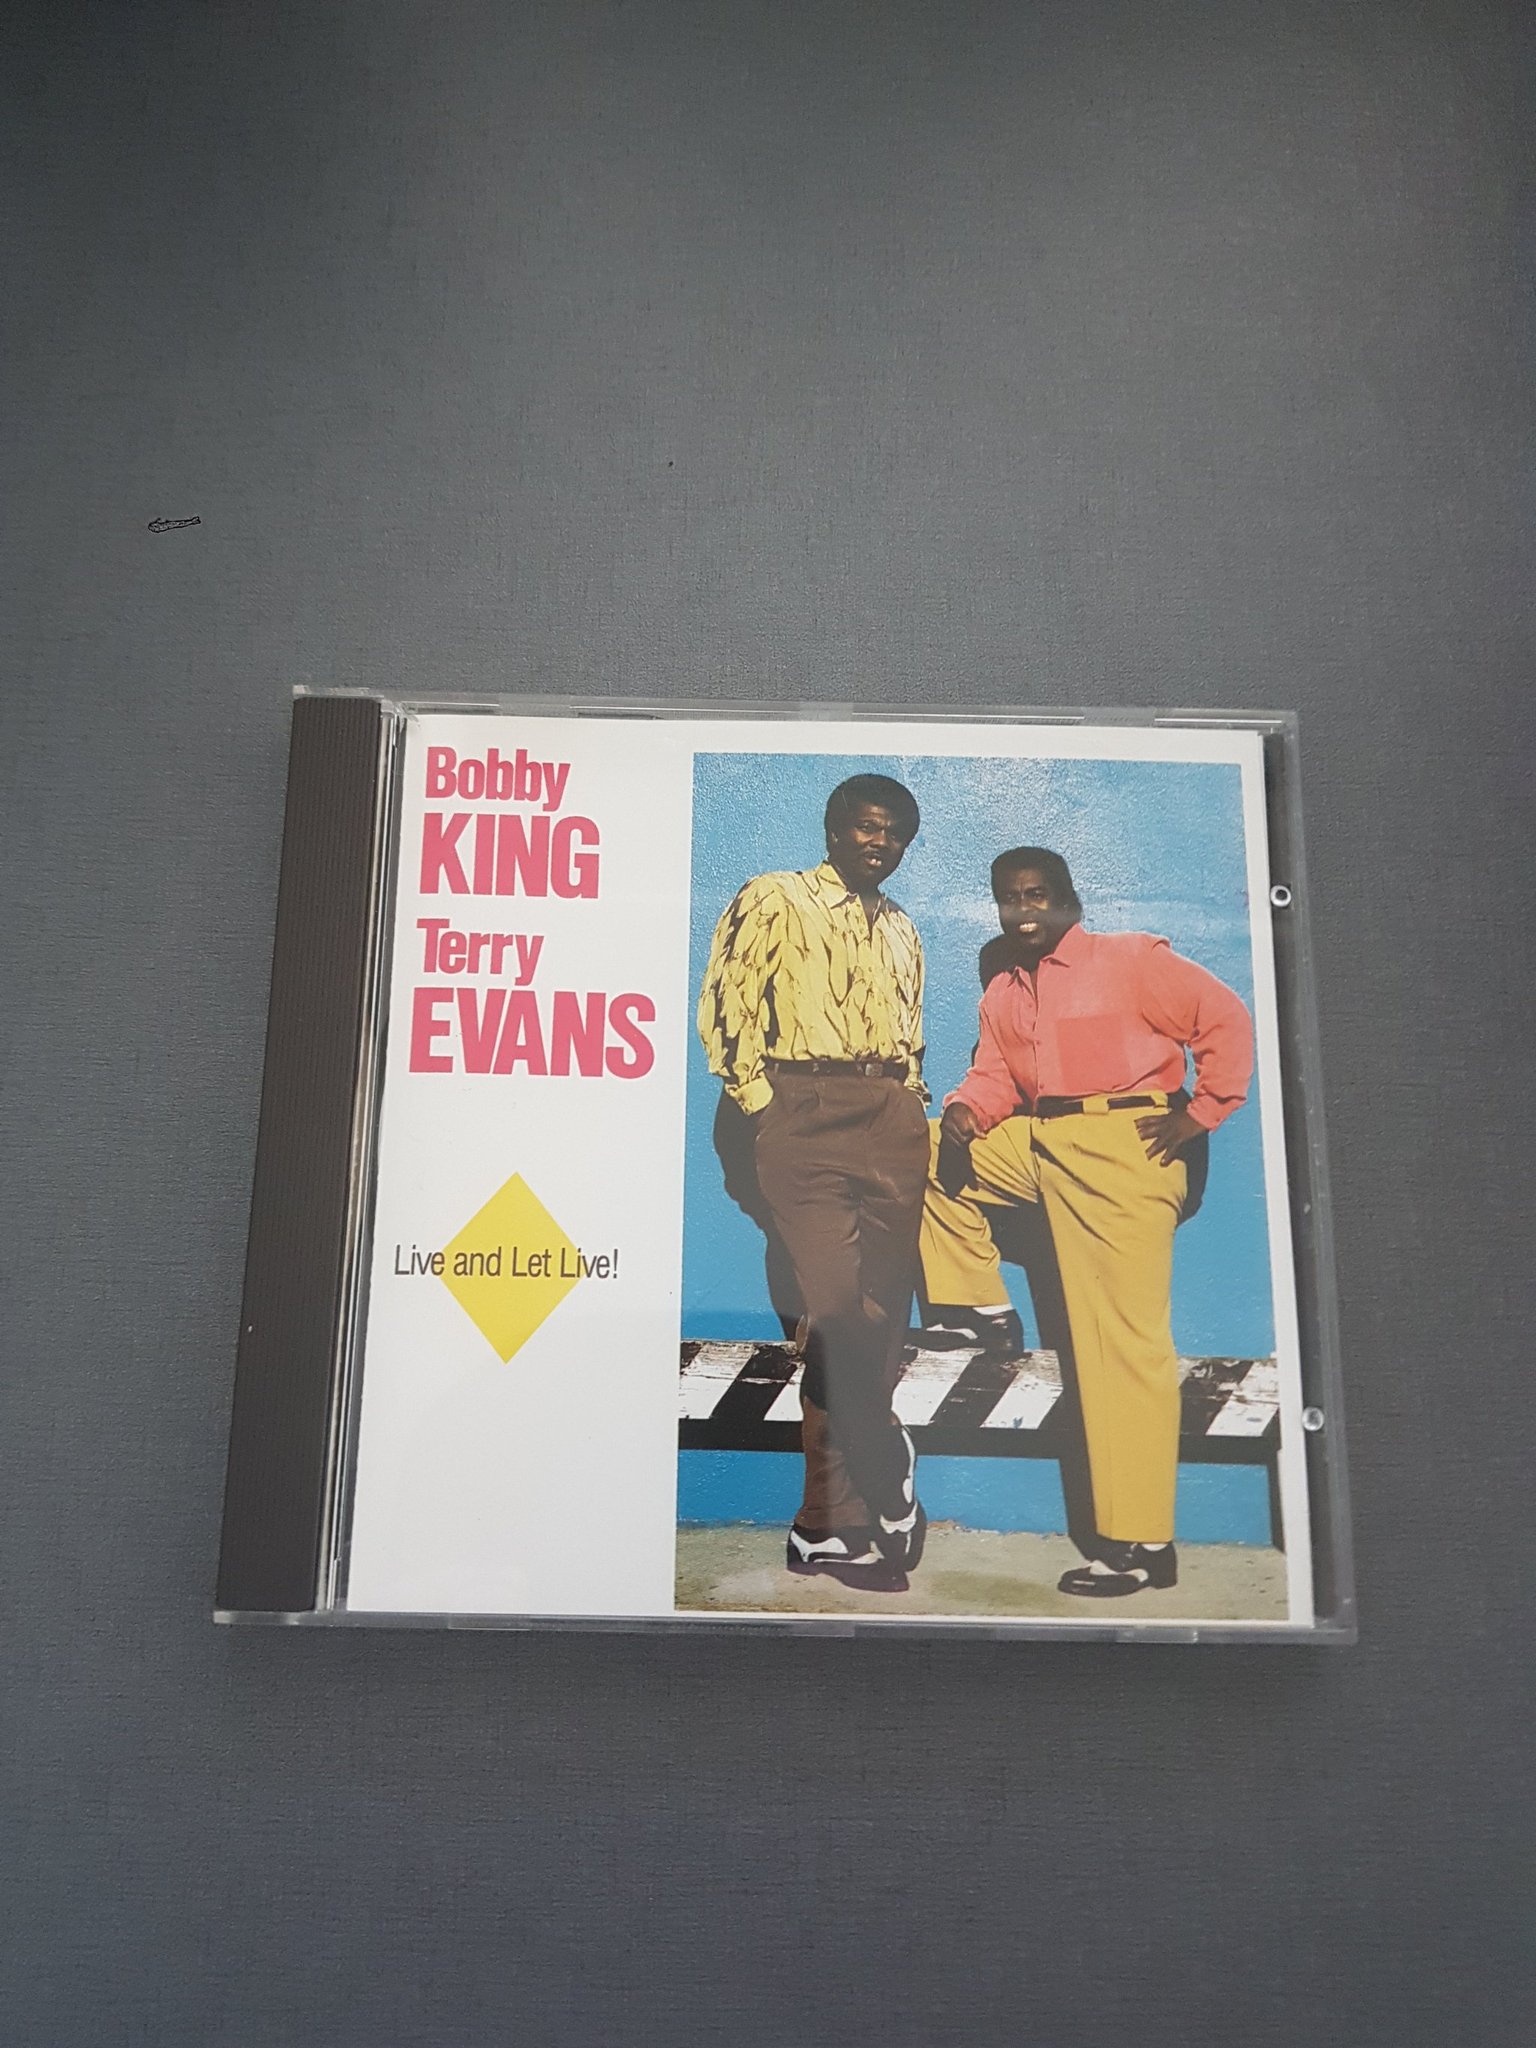 Bobby
KING
Terry
EVANS
Live and Let Live!